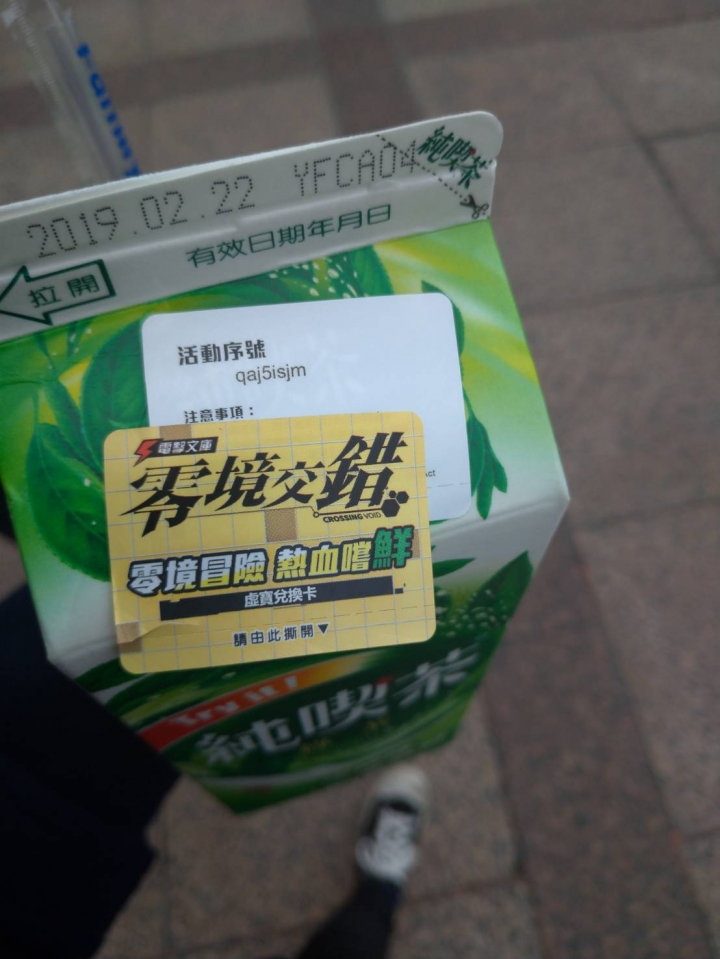 純喫茶
2019.02.22 YFCA04
有效日期年月日
拉開
活動序號
qaj5isjm
注意事項：
電擊文庫
零境交錯
CROSSING VOID
零境冒險 熱血嚐鮮
虛寶兌換卡
請由此撕開▼
Try it!
純喫茶